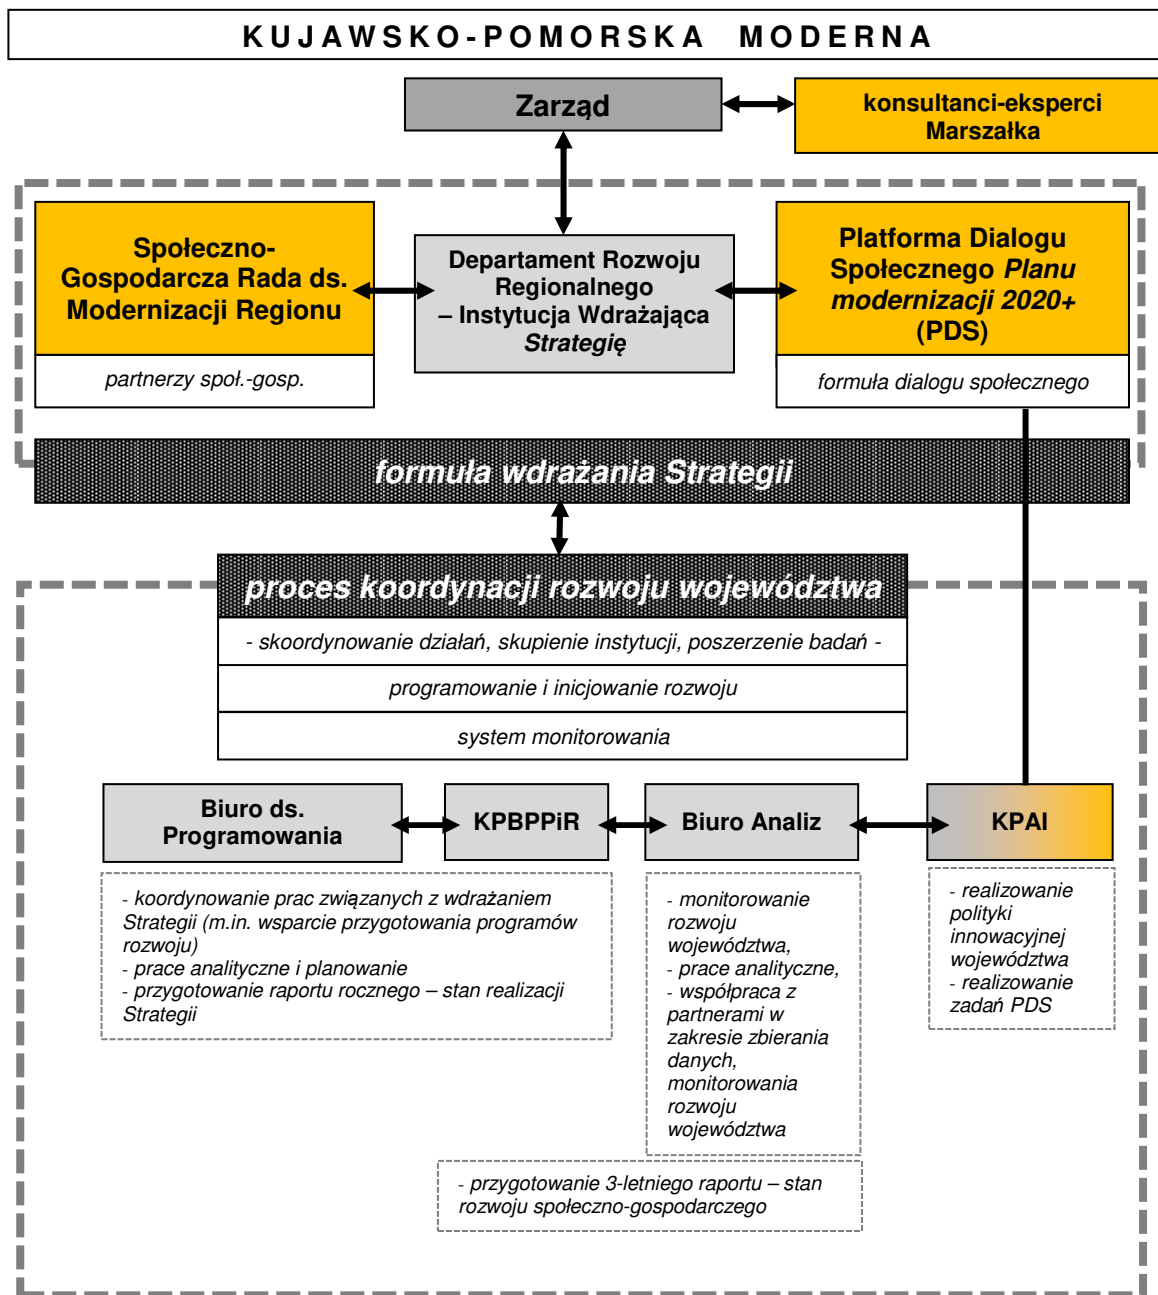 KUJAWSKO-POMORSKA MODERNA
Zarząd
konsultanci-eksperci
Marszałka
Społeczno-
Gospodarcza Rada ds.
Modernizacji Regionu
partnerzy społ.-gosp.
Departament Rozwoju
Regionalnego
– Instytucja Wdrażająca
Strategię
Platforma Dialogu
Społecznego Planu
modernizacji 2020+
(PDS)
formuła dialogu społecznego
formuła wdrażania Strategii
proces koordynacji rozwoju województwa
- skoordynowanie działań, skupienie instytucji, poszerzenie badań -
programowanie i inicjowanie rozwoju
system monitorowania
Biuro ds.
Programowania
KPBPPiR
Biuro Analiz
KPAI
- koordynowanie prac związanych z wdrażaniem
Strategii (m.in. wsparcie przygotowania programów
rozwoju)
- prace analityczne i planowanie
- przygotowanie raportu rocznego – stan realizacji
Strategii
- monitorowanie
rozwoju
województwa,
- prace analityczne,
- współpraca z
partnerami w
zakresie zbierania
danych,
monitorowania
rozwoju
województwa
- realizowanie
polityki
innowacyjnej
województwa
- realizowanie
zadań PDS
- przygotowanie 3-letniego raportu – stan
rozwoju społeczno-gospodarczego